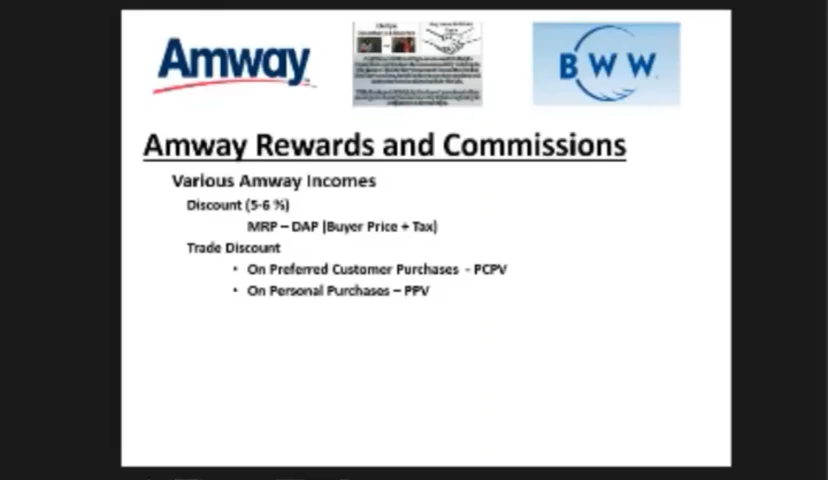 Amway
BWW
Amway Rewards and Commissions
Various Amway Incomes
Discount (5-6 %)
MRP – DAP (Buyer Price + Tax)
Trade Discount
• On Preferred Customer Purchases - PCPV
• On Personal Purchases – PPV